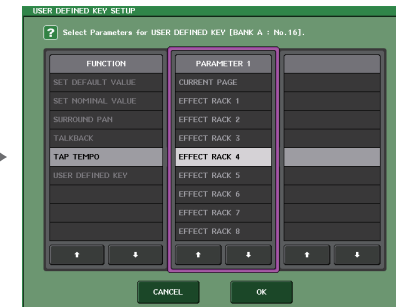 USER DEFINED KEY SETUP
? Select Parameters for USER DEFINED KEY [BANK A : No.16].
FUNCTION
SET DEFAULT VALUE
SET NOMINAL VALUE
SURROUND PAN
TALKBACK
TAP TEMPO
USER DEFINED KEY
PARAMETER 1
CURRENT PAGE
EFFECT RACK 1
EFFECT RACK 2
EFFECT RACK 3
EFFECT RACK 4
EFFECT RACK 5
EFFECT RACK 6
EFFECT RACK 7
EFFECT RACK 8
CANCEL
OK